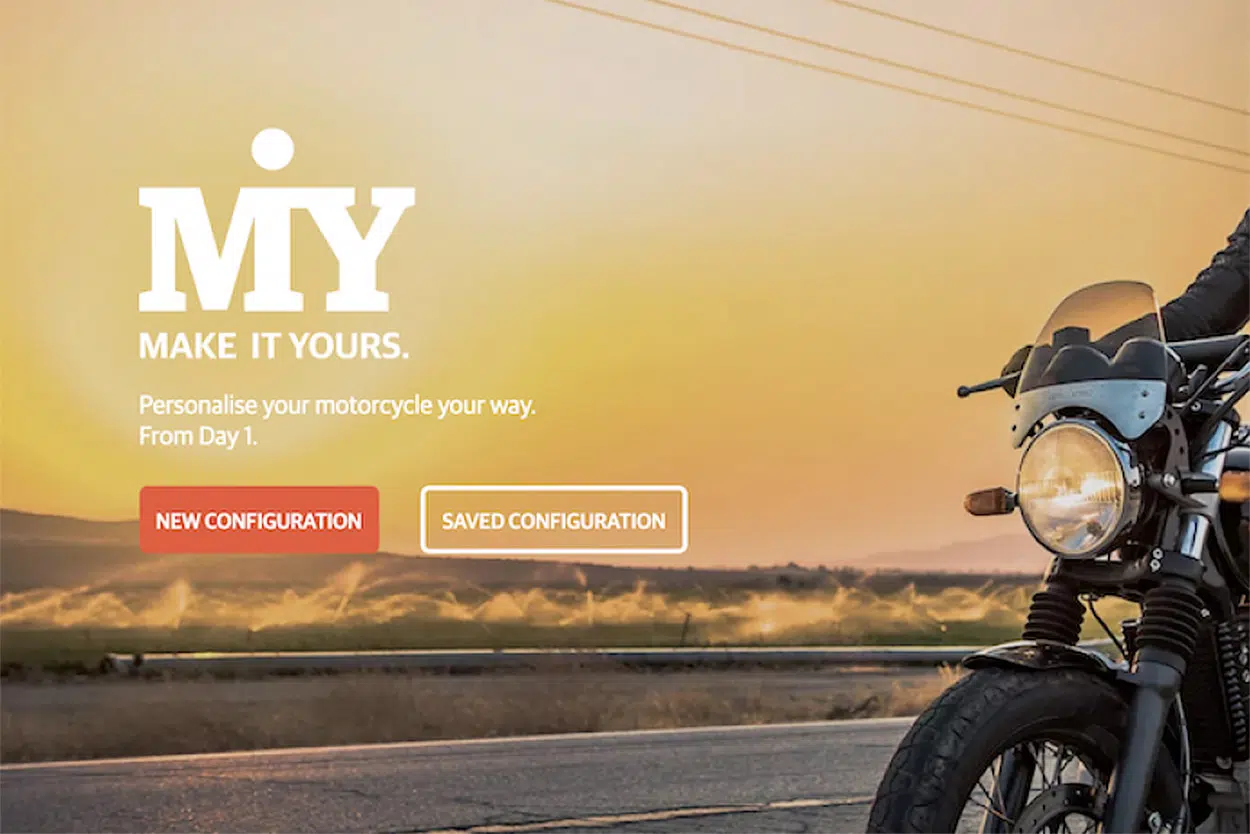 MiY
MAKE IT YOURS.
Personalise your motorcycle your way.
From Day 1.
NEW CONFIGURATION
SAVED CONFIGURATION